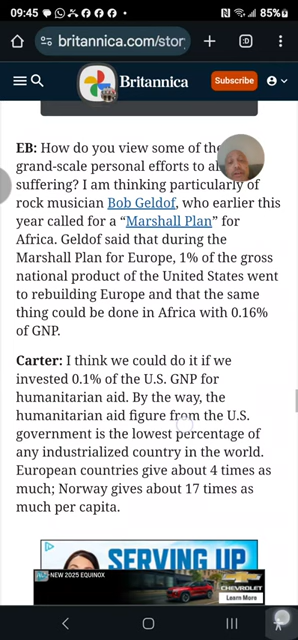 09:45
85%
britannica.com/stor
:D
Britannica
Subscribe
EB: How do you view some of the
grand-scale personal efforts to
suffering? I am thinking particularly of
rock musician Bob Geldof, who earlier this
year called for a “Marshall Plan” for
Africa. Geldof said that during the
Marshall Plan for Europe, 1% of the gross
national product of the United States went
to rebuilding Europe and that the same
thing could be done in Africa with 0.16%
of GNP.
Carter: I think we could do it if we
invested 0.1% of the U.S. GNP for
humanitarian aid. By the way, the
humanitarian aid figure from the U.S.
government is the lowest percentage of
any industrialized country in the world.
European countries give about 4 times as
much; Norway gives about 17 times as
much per capita.
SERVING UP
NEW 2025 EQUINOX
CHEVROLET
Learn More